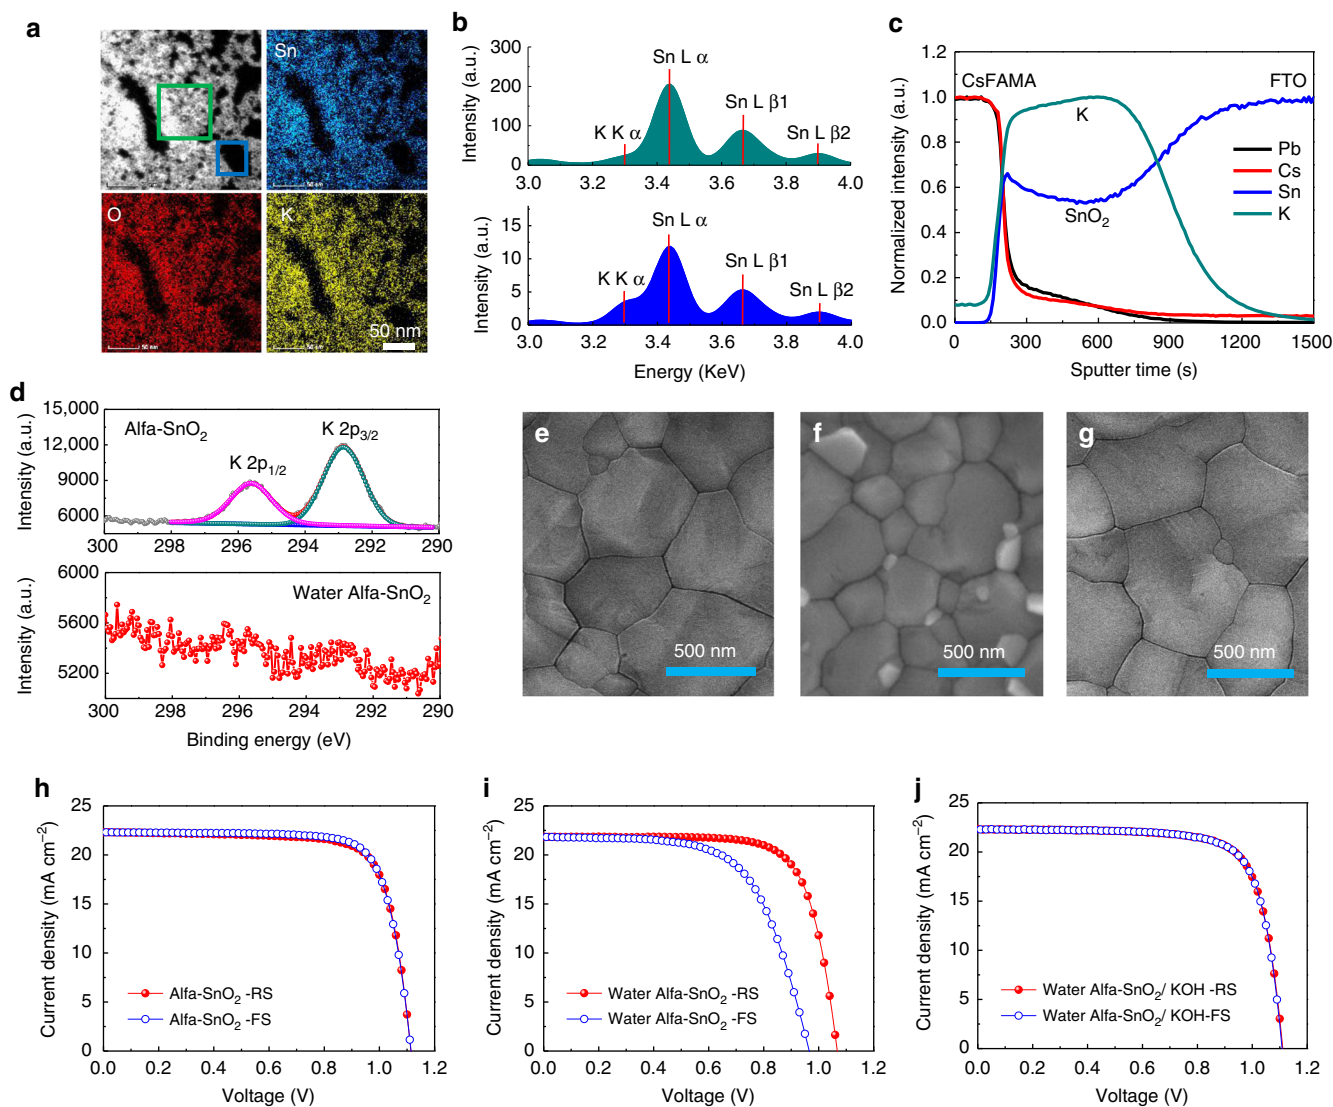 a
Sn
O
K
50 nm
50 nm
50 nm
50 nm
b
Intensity (a.u.)
300
200
100
0
K K α
Sn L α
Sn L β1
Sn L β2
3.0 3.2 3.4 3.6 3.8 4.0
Intensity (a.u.)
15
10
5
0
K K α
Sn L α
Sn L β1
Sn L β2
3.0 3.2 3.4 3.6 3.8 4.0
Energy (KeV)
c
Normalized intensity (a.u.)
1.2
1.0
0.8
0.6
0.4
0.2
0.0
CsFAMA
FTO
K
SnO2
Pb
Cs
Sn
K
0 300 600 900 1200 1500
Sputter time (s)
d
Intensity (a.u.)
15,000
12,000
9000
6000
Alfa-SnO2
K 2p1/2
K 2p3/2
300 298 296 294 292 290
Intensity (a.u.)
6000
5600
5200
Water Alfa-SnO2
300 298 296 294 292 290
Binding energy (eV)
e
500 nm
f
500 nm
g
500 nm
h
Current density (mA cm−2)
25
20
15
10
5
0
Alfa-SnO2 -RS
Alfa-SnO2 -FS
0.0 0.2 0.4 0.6 0.8 1.0 1.2
Voltage (V)
i
Current density (mA cm−2)
25
20
15
10
5
0
Water Alfa-SnO2 -RS
Water Alfa-SnO2 -FS
0.0 0.2 0.4 0.6 0.8 1.0 1.2
Voltage (V)
j
Current density (mA cm−2)
25
20
15
10
5
0
Water Alfa-SnO2/ KOH -RS
Water Alfa-SnO2/ KOH-FS
0.0 0.2 0.4 0.6 0.8 1.0 1.2
Voltage (V)